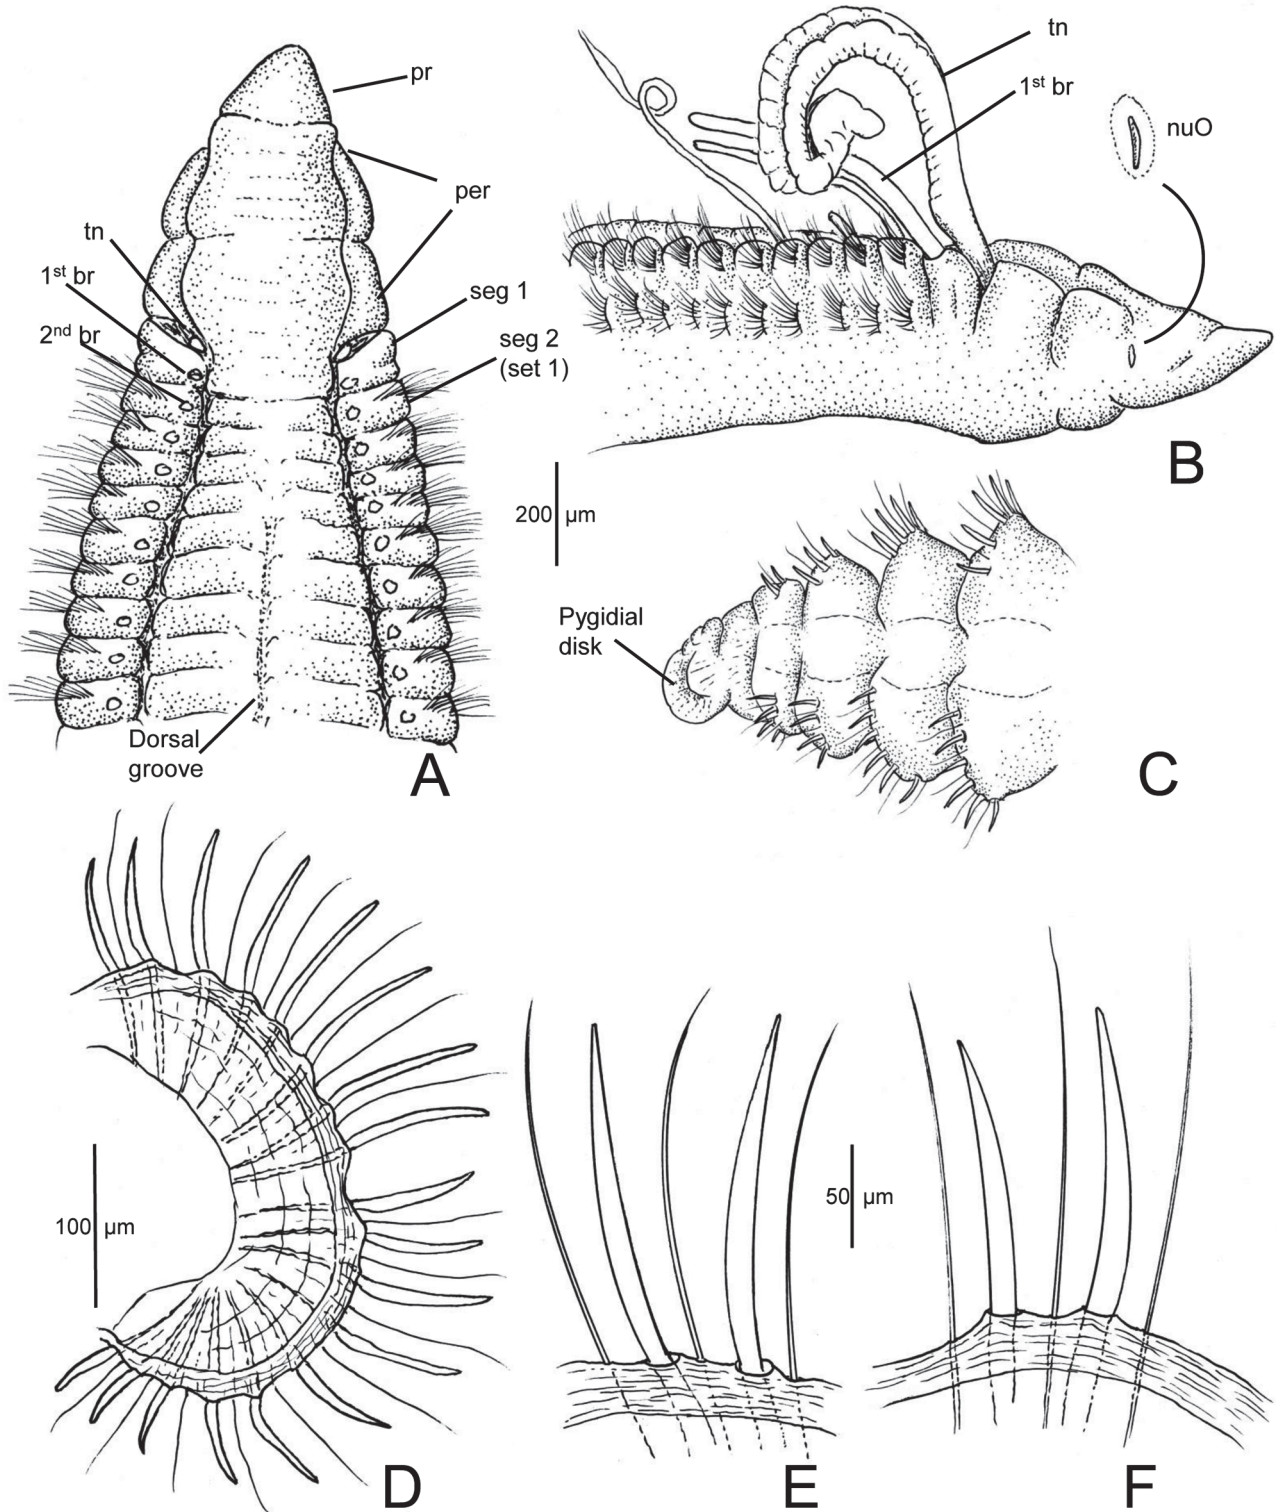 pr
per
tn
1st br
2nd br
seg 1
seg 2
(set 1)
Dorsal
groove
A
tn
1st br
nuO
B
200 µm
Pygidial
disk
C
100 µm
D
50 µm
E
F